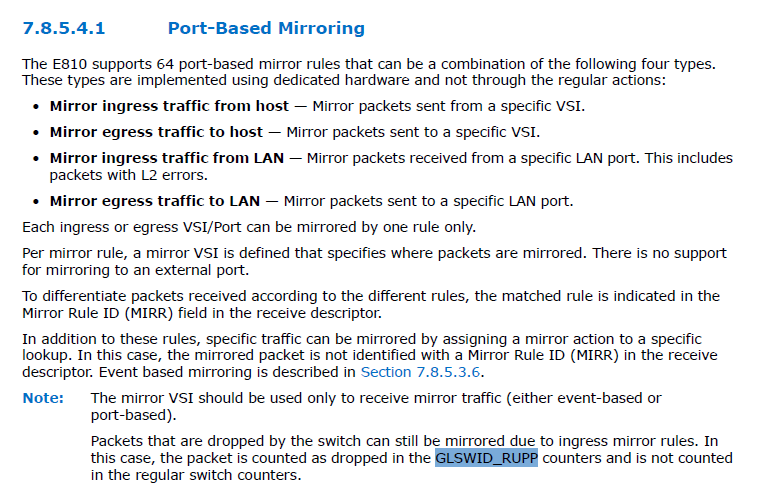 7.8.5.4.1 Port-Based Mirroring
The E810 supports 64 port-based mirror rules that can be a combination of the following four types.
These types are implemented using dedicated hardware and not through the regular actions:
• Mirror ingress traffic from host — Mirror packets sent from a specific VSI.
• Mirror egress traffic to host — Mirror packets sent to a specific VSI.
• Mirror ingress traffic from LAN — Mirror packets received from a specific LAN port. This includes
packets with L2 errors.
• Mirror egress traffic to LAN — Mirror packets sent to a specific LAN port.
Each ingress or egress VSI/Port can be mirrored by one rule only.
Per mirror rule, a mirror VSI is defined that specifies where packets are mirrored. There is no support
for mirroring to an external port.
To differentiate packets received according to the different rules, the matched rule is indicated in the
Mirror Rule ID (MIRR) field in the receive descriptor.
In addition to these rules, specific traffic can be mirrored by assigning a mirror action to a specific
lookup. In this case, the mirrored packet is not identified with a Mirror Rule ID (MIRR) in the receive
descriptor. Event based mirroring is described in Section 7.8.5.3.6.
Note: The mirror VSI should be used only to receive mirror traffic (either event-based or
port-based).
Packets that are dropped by the switch can still be mirrored due to ingress mirror rules. In
this case, the packet is counted as dropped in the GLSWID_RUPP counters and is not counted
in the regular switch counters.